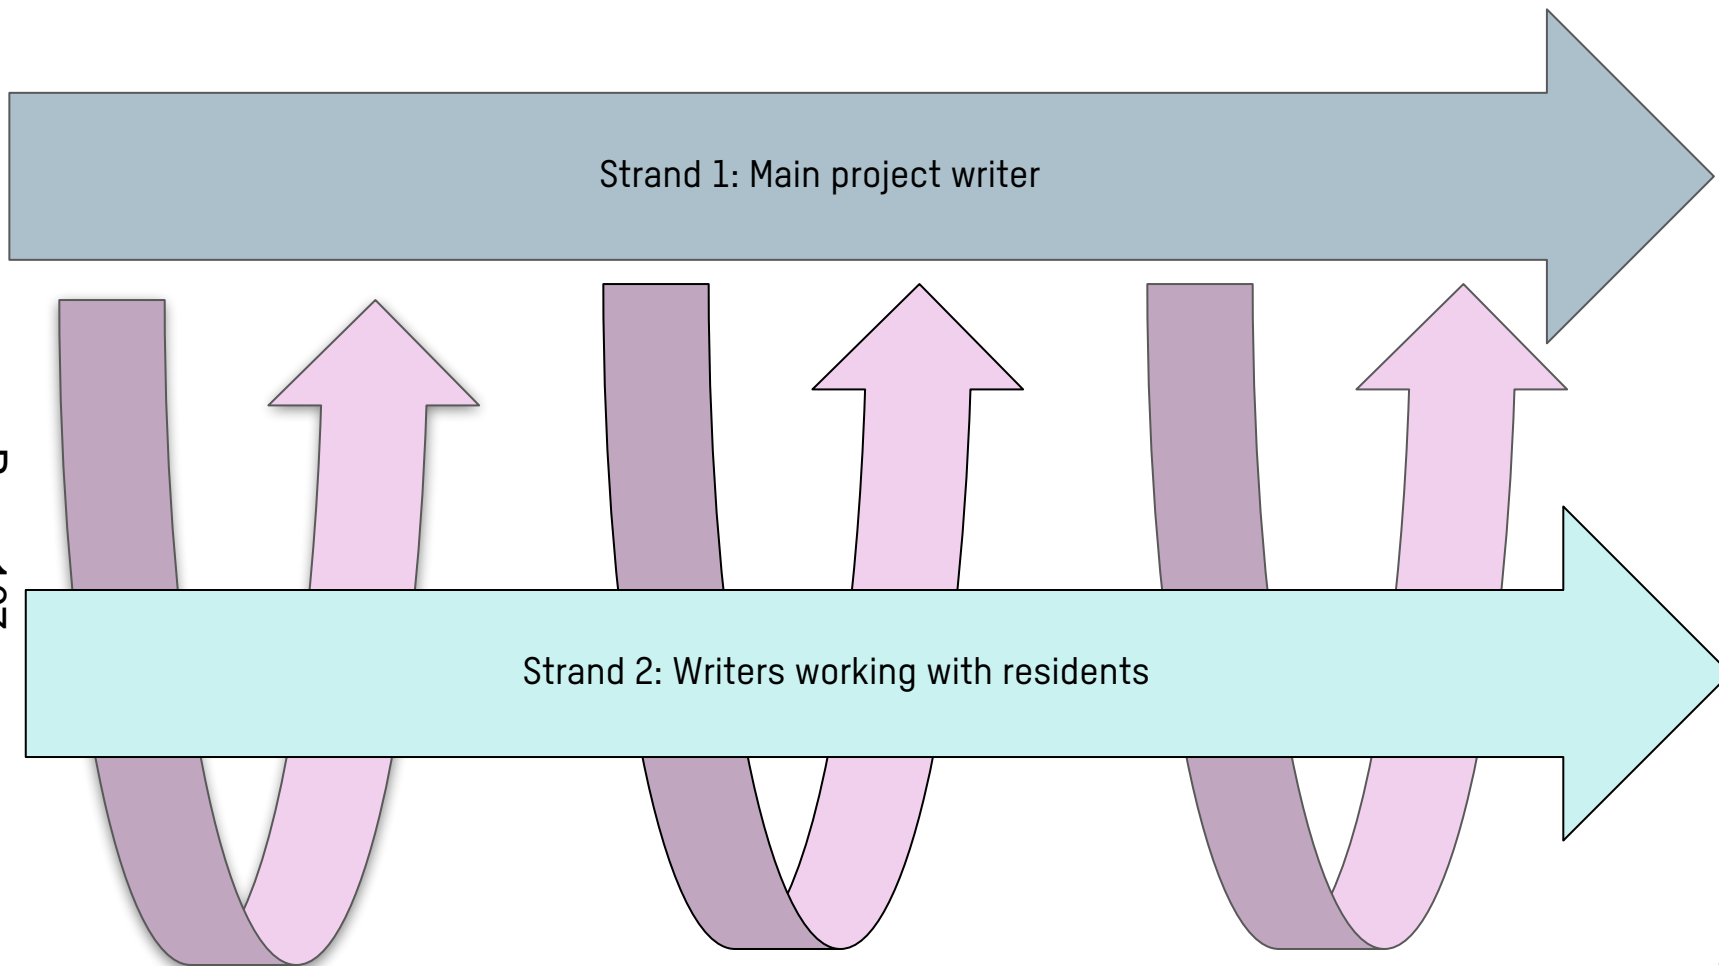 Strand 1: Main project writer
Strand 2: Writers working with residents